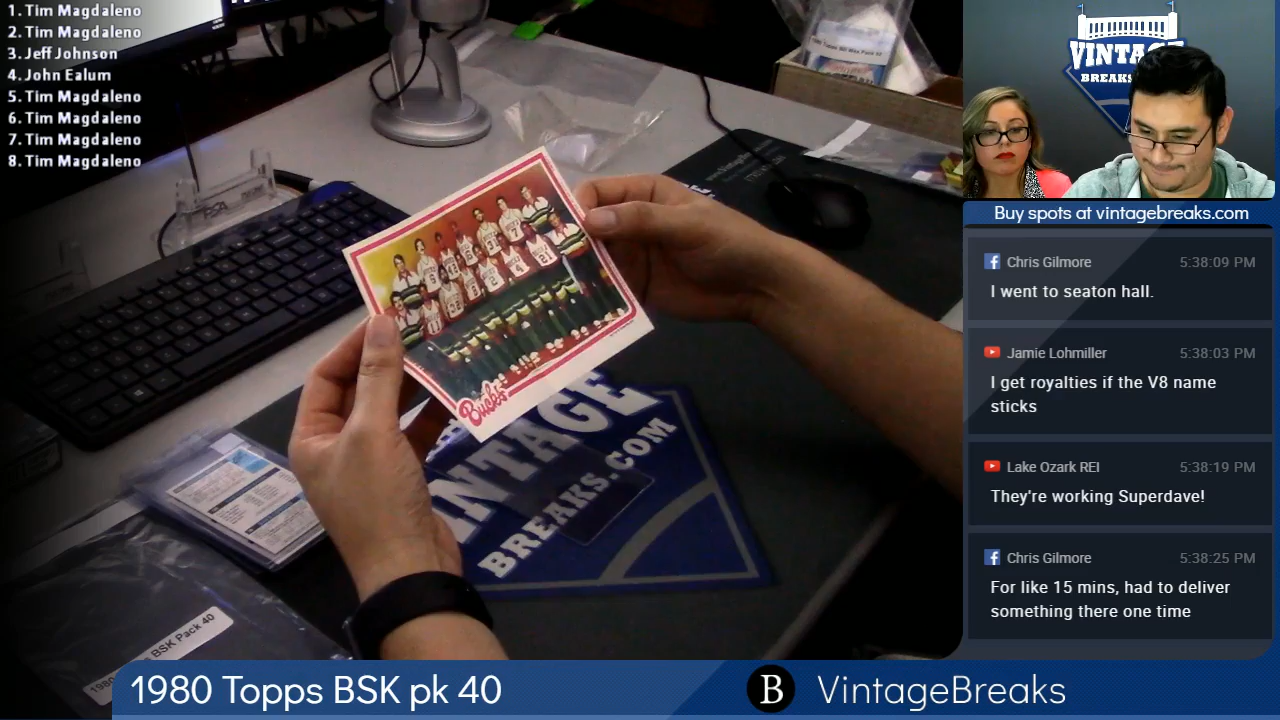 1. Tim Magdaleno
2. Tim Magdaleno
3. Jeff Johnson
4. John Ealum
5. Tim Magdaleno
6. Tim Magdaleno
7. Tim Magdaleno
8. Tim Magdaleno
VINTAGE
BREAKS
Buy spots at vintagebreaks.com
Chris Gilmore 5:38:09 PM
I went to seaton hall.
Jamie Lohmiller 5:38:03 PM
I get royalties if the V8 name
sticks
Lake Ozark REI 5:38:19 PM
They're working Superdave!
Chris Gilmore 5:38:25 PM
For like 15 mins, had to deliver
something there one time
PSA
Bucks
VINTAGE
BREAKS.COM
BSK Pack 40
1980 Topps BSK pk 40
B VintageBreaks